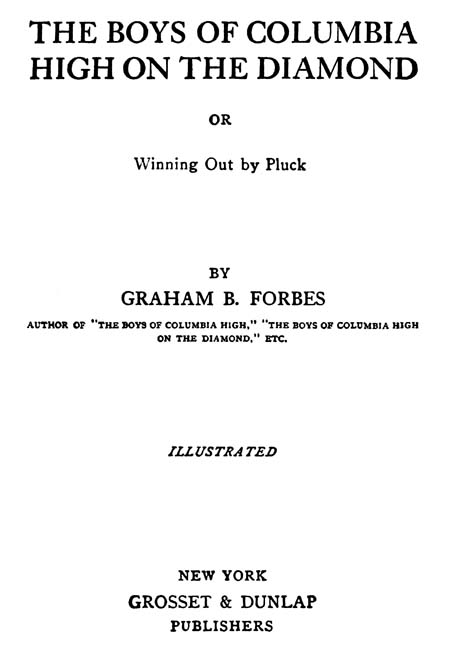 THE BOYS OF COLUMBIA
HIGH ON THE DIAMOND
OR
Winning Out by Pluck
BY
GRAHAM B. FORBES
AUTHOR OF "THE BOYS OF COLUMBIA HIGH," "THE BOYS OF COLUMBIA HIGH
ON THE DIAMOND," ETC.
ILLUSTRATED
NEW YORK
GROSSET & DUNLAP
PUBLISHERS